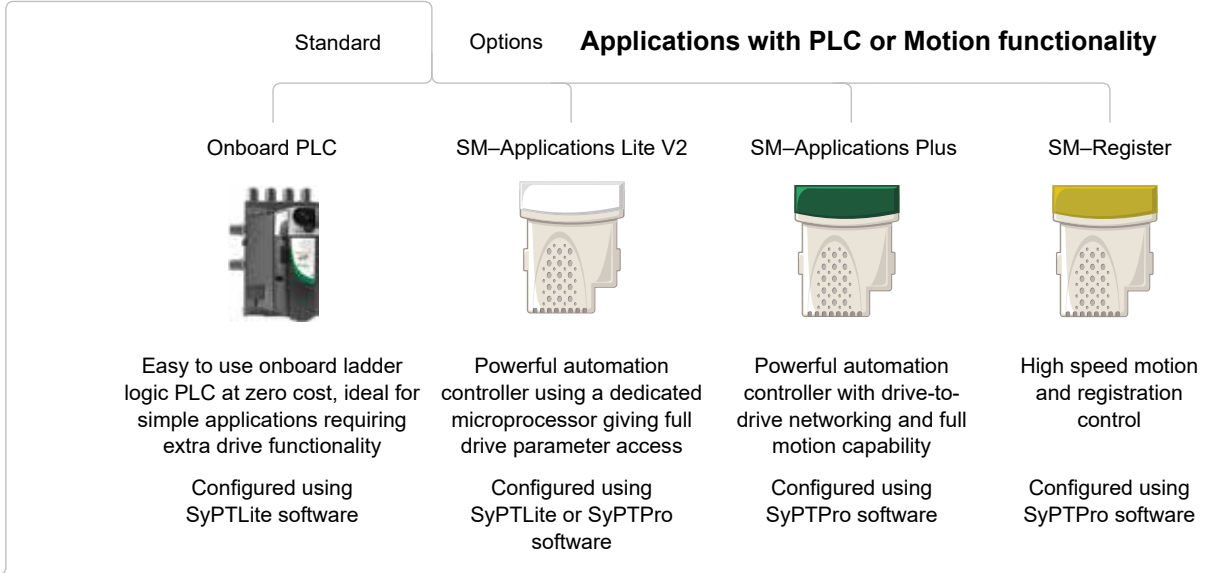 Standard
Options
Applications with PLC or Motion functionality
Onboard PLC
Easy to use onboard ladder
logic PLC at zero cost, ideal for
simple applications requiring
extra drive functionality
Configured using
SyPTLite software
SM–Applications Lite V2
Powerful automation
controller using a dedicated
microprocessor giving full
drive parameter access
Configured using
SyPTLite or SyPTPro
software
SM–Applications Plus
Powerful automation
controller with drive-to-
drive networking and full
motion capability
Configured using
SyPTPro software
SM–Register
High speed motion
and registration
control
Configured using
SyPTPro software